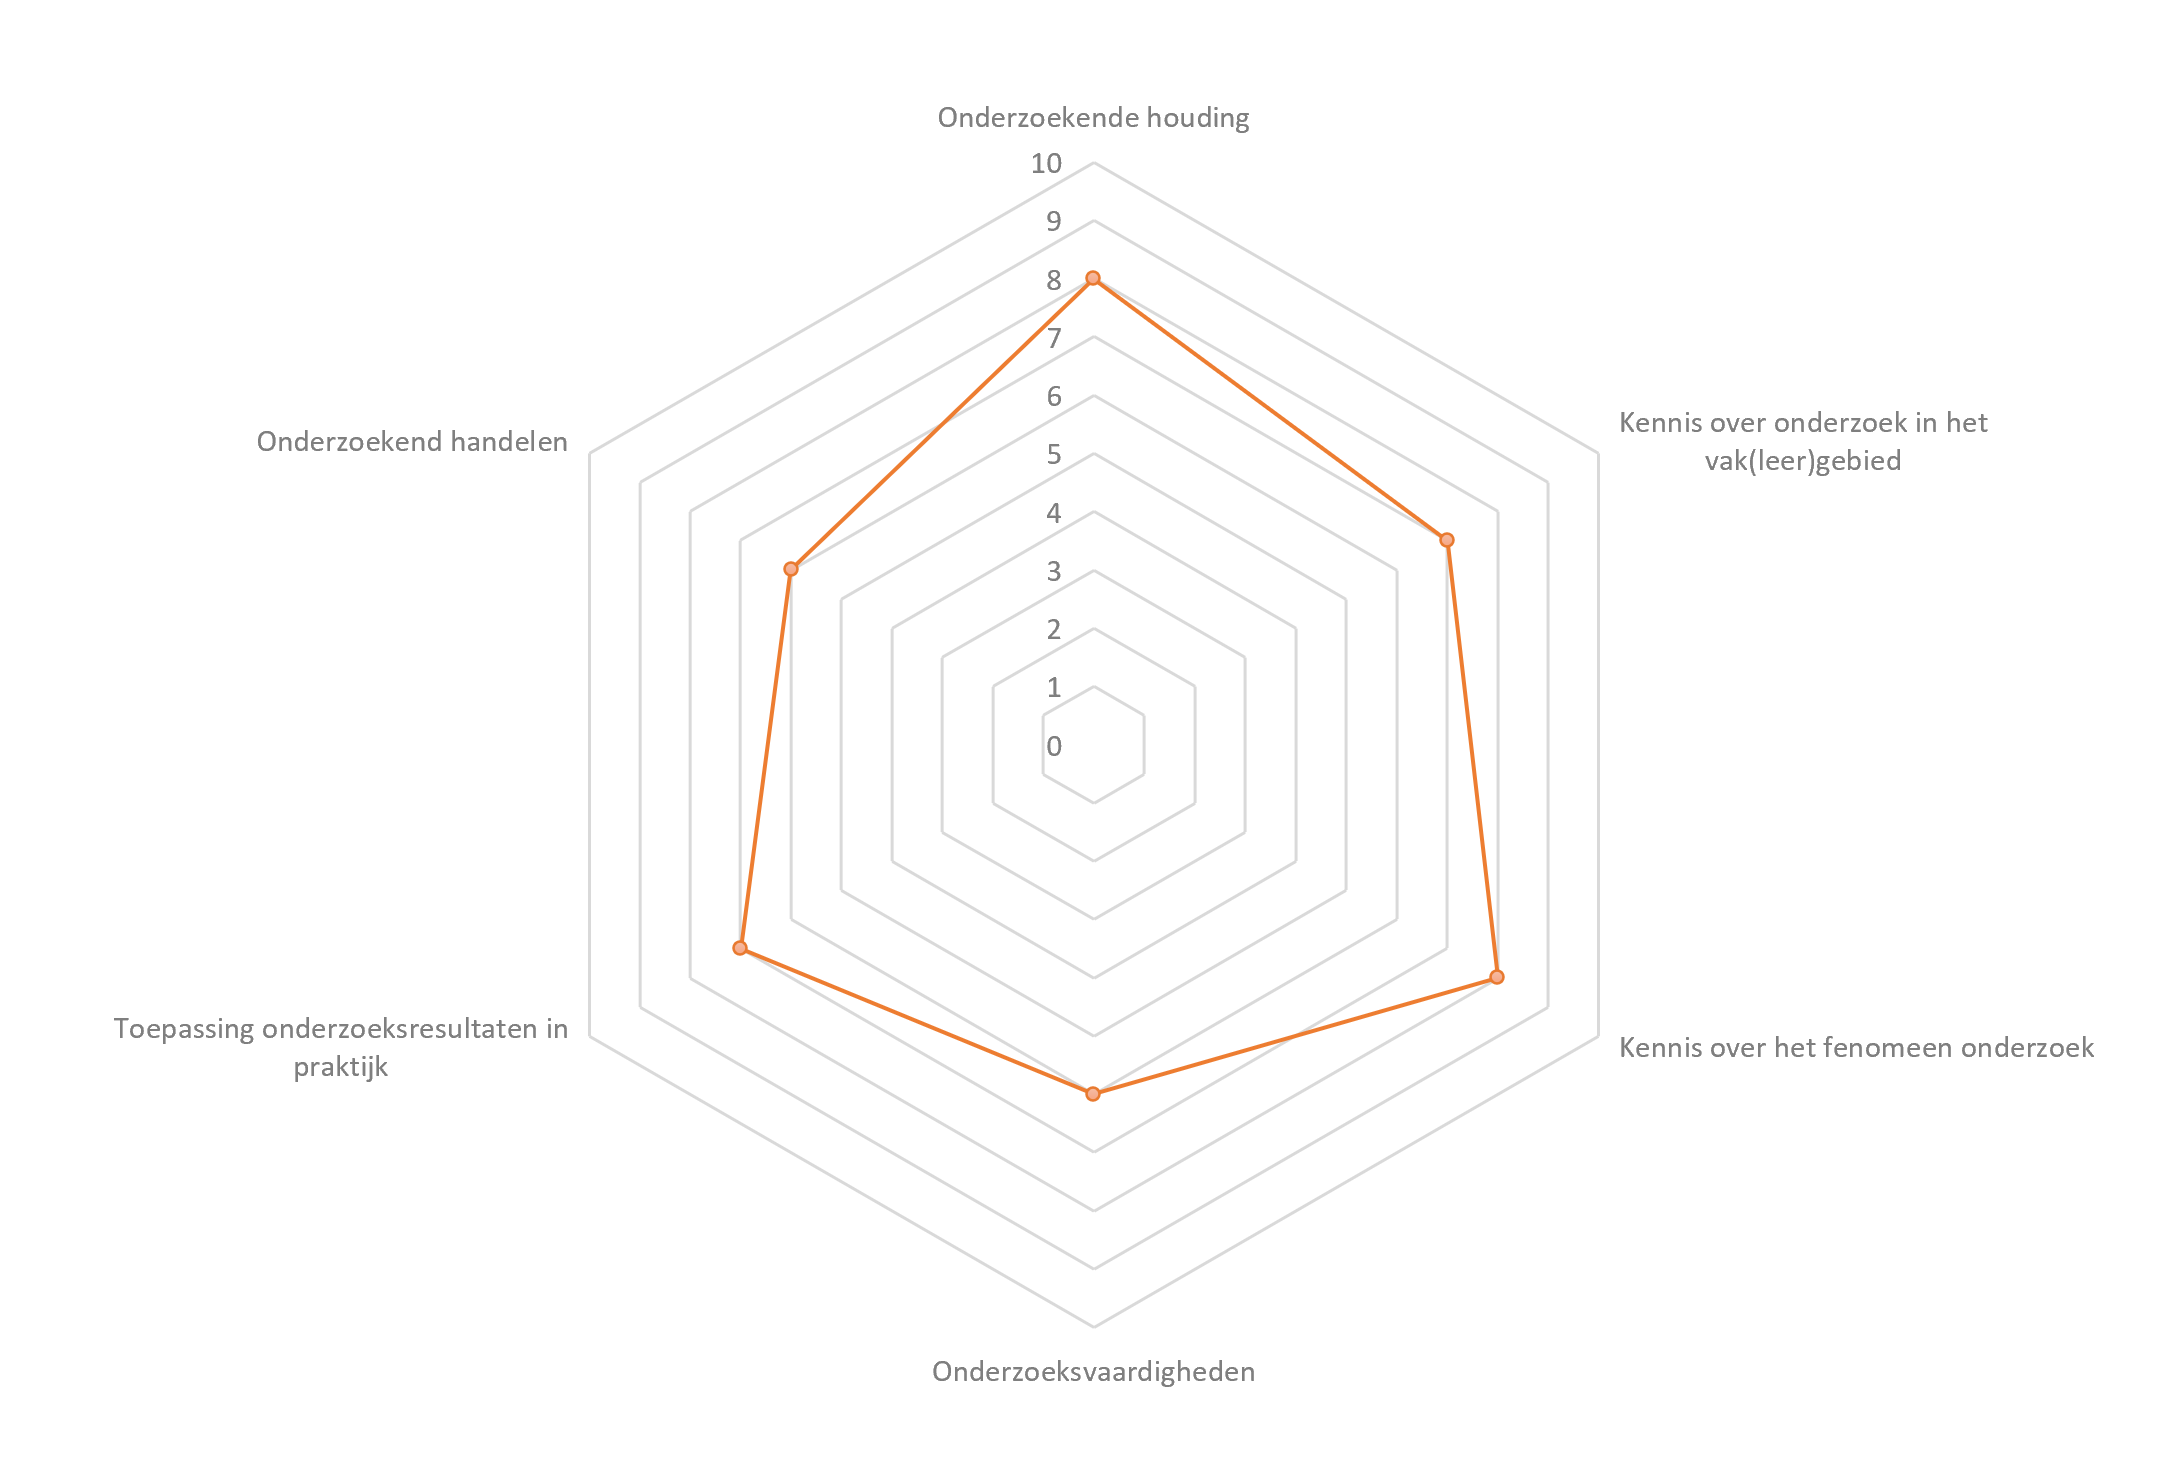 Onderzoekende houding
10
9
8
7
6
5
4
3
2
1
0
Kennis over onderzoek in het
vak(leer)gebied
Kennis over het fenomeen onderzoek
Onderzoeksvaardigheden
Toepassing onderzoeksresultaten in
praktijk
Onderzoekend handelen